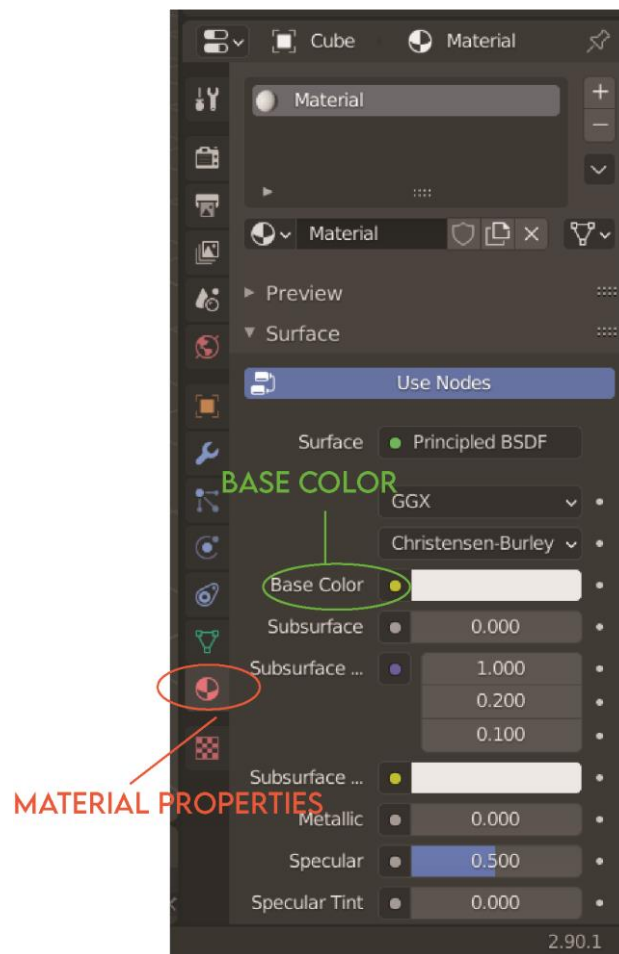 Cube Material
Material
Material
Preview
Surface
Use Nodes
Surface Principled BSDF
BASE COLOR
GGX
Christensen-Burley
Base Color
Subsurface 0.000
Subsurface ... 1.000
0.200
0.100
Subsurface ...
MATERIAL PROPERTIES
Metallic 0.000
Specular 0.500
Specular Tint 0.000
2.90.1